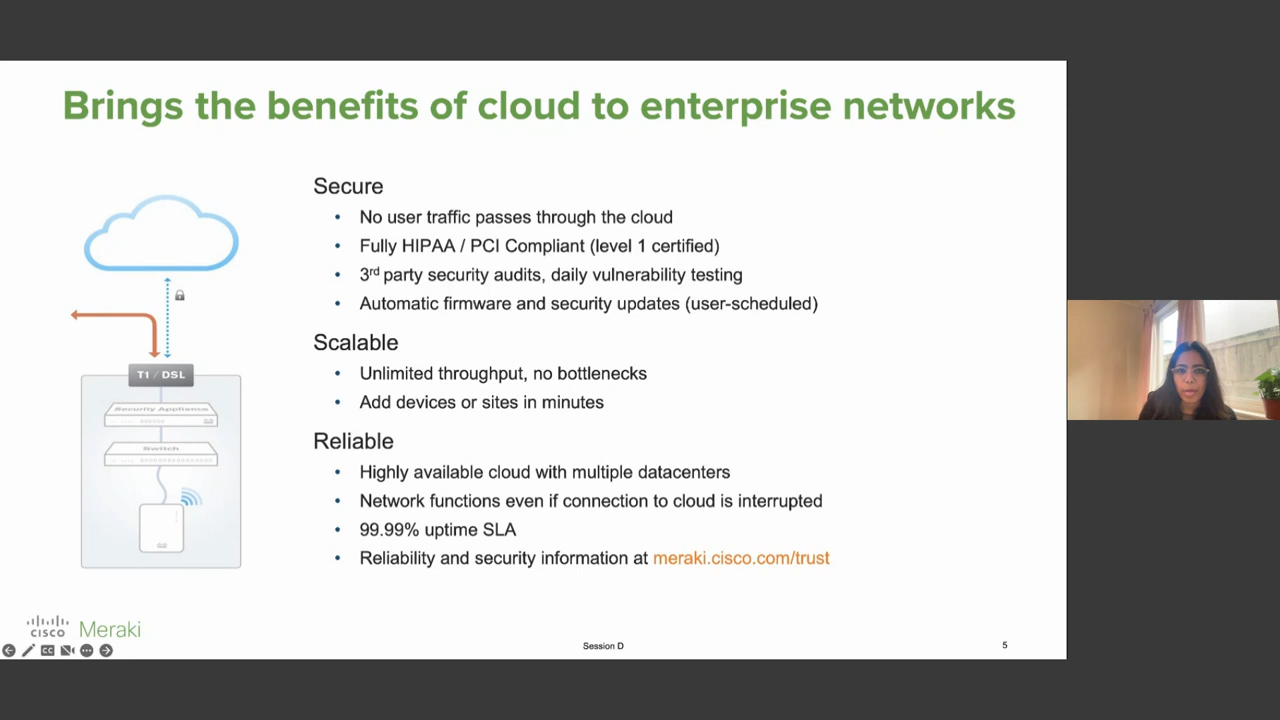 Brings the benefits of cloud to enterprise networks
Secure
• No user traffic passes through the cloud
• Fully HIPAA / PCI Compliant (level 1 certified)
• 3rd party security audits, daily vulnerability testing
• Automatic firmware and security updates (user-scheduled)
Scalable
• Unlimited throughput, no bottlenecks
• Add devices or sites in minutes
Reliable
• Highly available cloud with multiple datacenters
• Network functions even if connection to cloud is interrupted
• 99.99% uptime SLA
• Reliability and security information at meraki.cisco.com/trust
T1 / DSL
Security Appliance
Switch
CISCO Meraki
CC
Session D
5